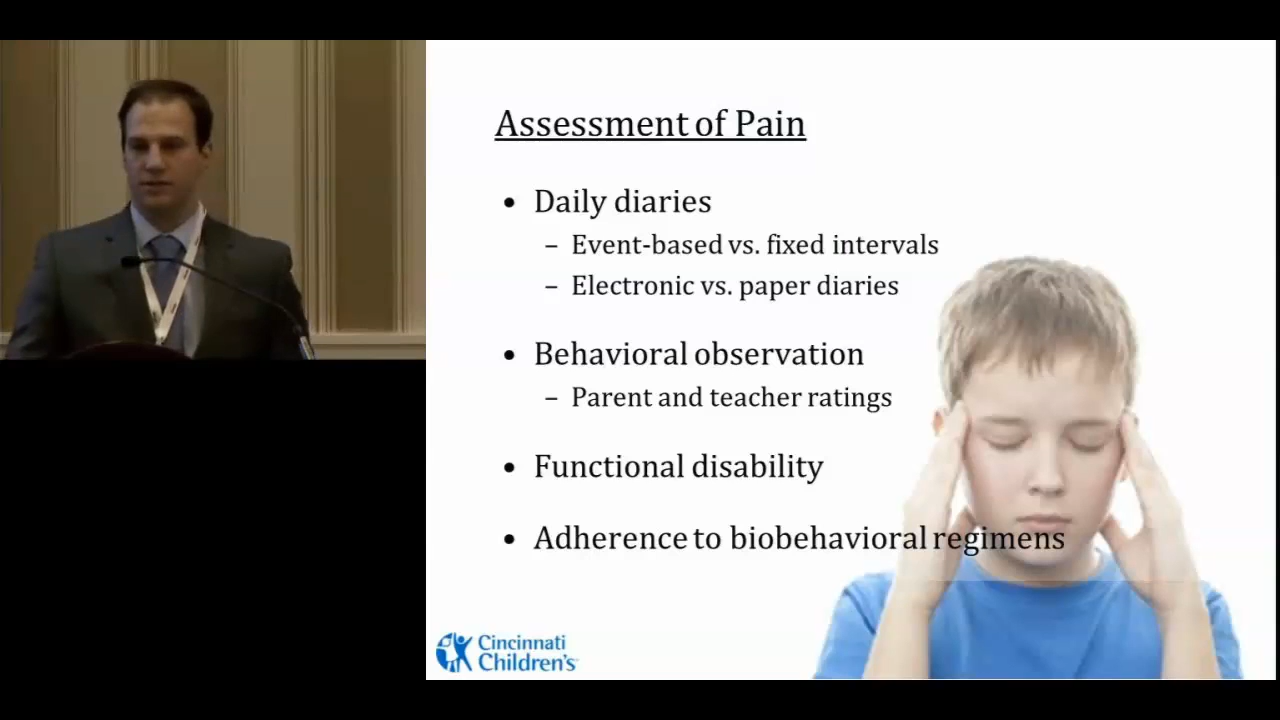 Assessment of Pain
• Daily diaries
– Event-based vs. fixed intervals
– Electronic vs. paper diaries
• Behavioral observation
– Parent and teacher ratings
• Functional disability
• Adherence to biobehavioral regimens
Cincinnati
Children's